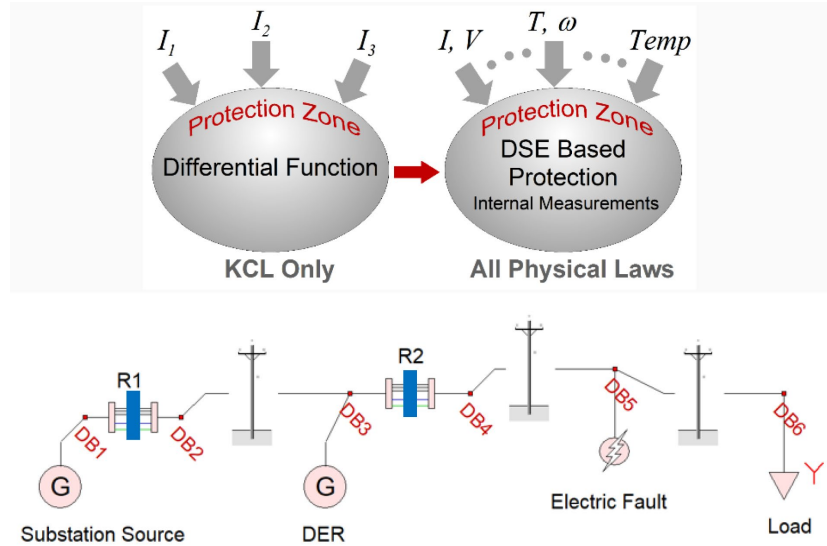 I₁ I₂ I₃
Protection Zone
Differential Function
KCL Only
I, V T, ω Temp
Protection Zone
DSE Based
Protection
Internal Measurements
All Physical Laws
R1 R2
DB1 DB2 DB3 DB4 DB5 DB6
G G
Substation Source DER Electric Fault Load